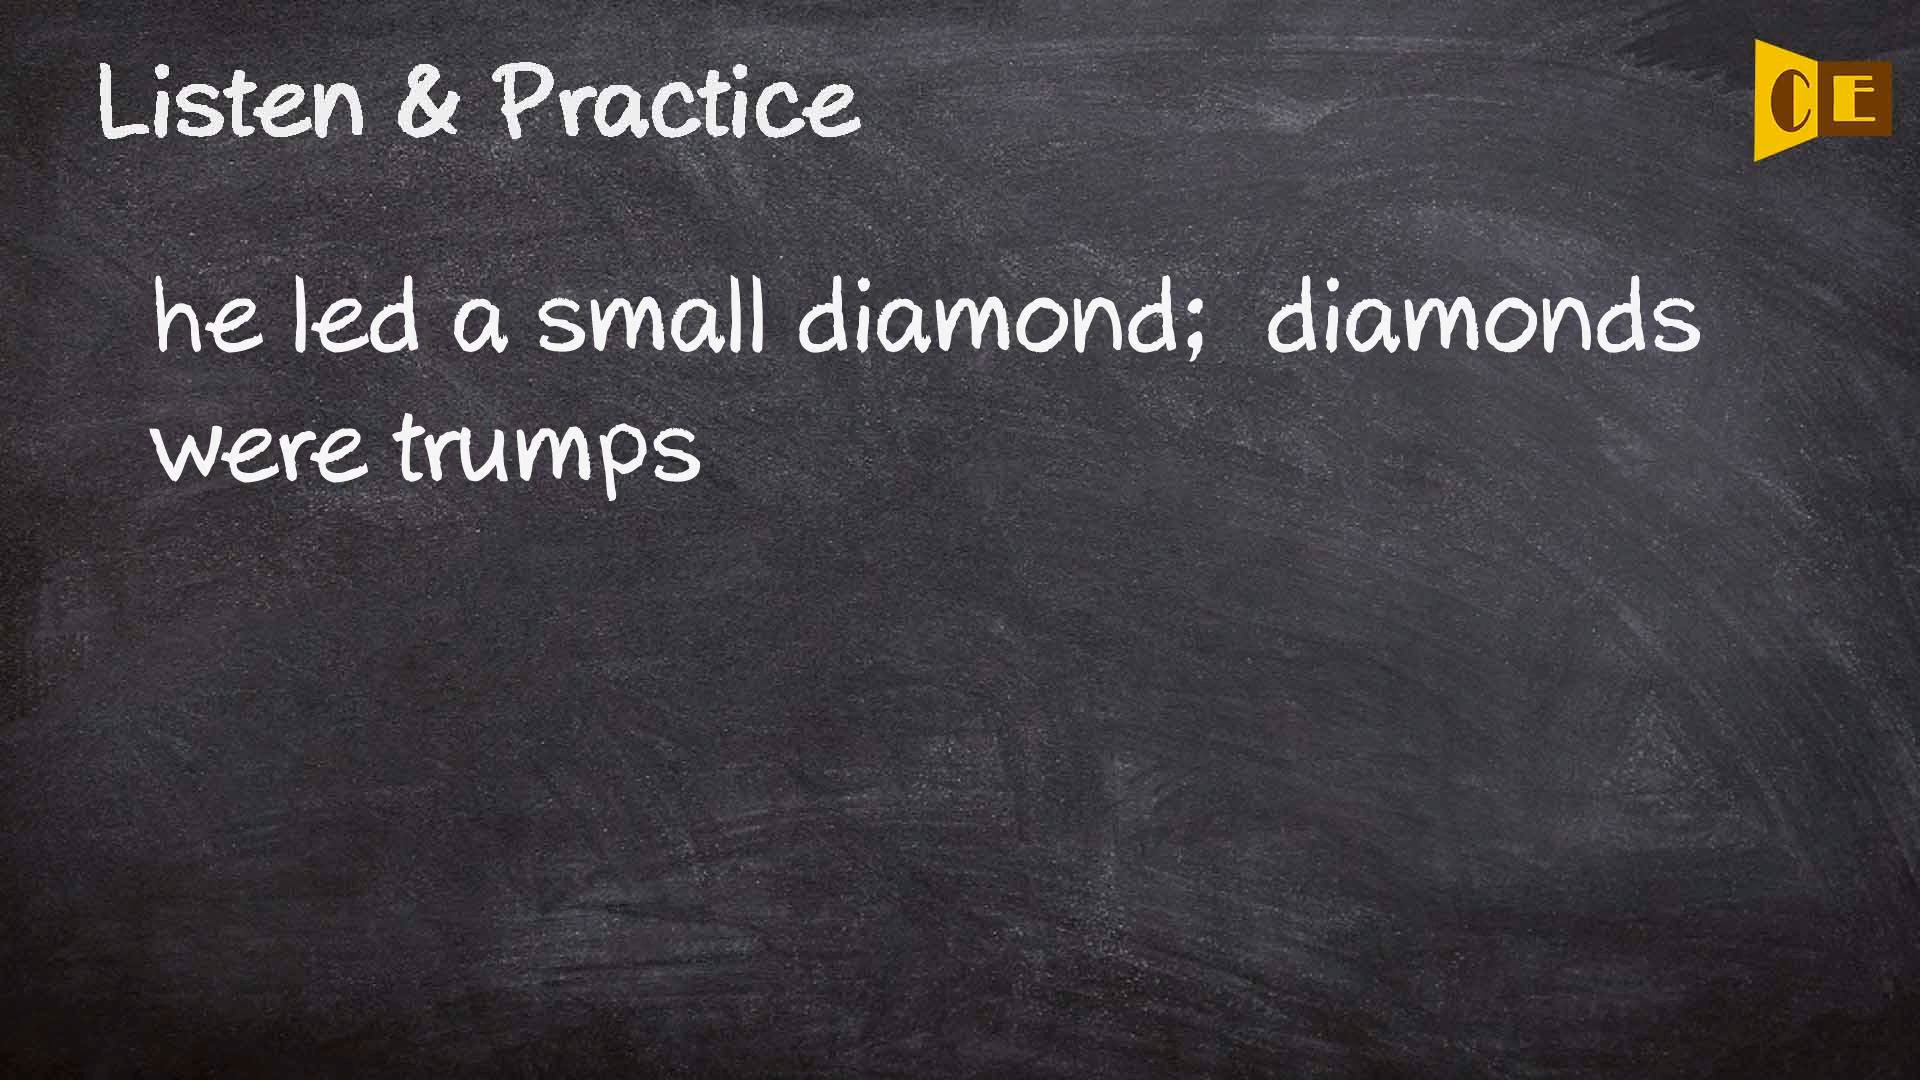 Listen & Practice
CE
he led a small diamond;  diamonds
were trumps